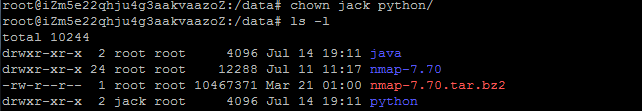 root@iZm5e22qhju4g3aakvaazoZ:/data# chown jack python/
root@iZm5e22qhju4g3aakvaazoZ:/data# ls -l
total 10244
drwxr-xr-x  2 root root     4096 Jul 14 19:11 java
drwxr-xr-x 24 root root    12288 Jul 11 11:17 nmap-7.70
-rw-r--r--  1 root root 10467371 Mar 21 01:00 nmap-7.70.tar.bz2
drwxr-xr-x  2 jack root     4096 Jul 14 19:11 python